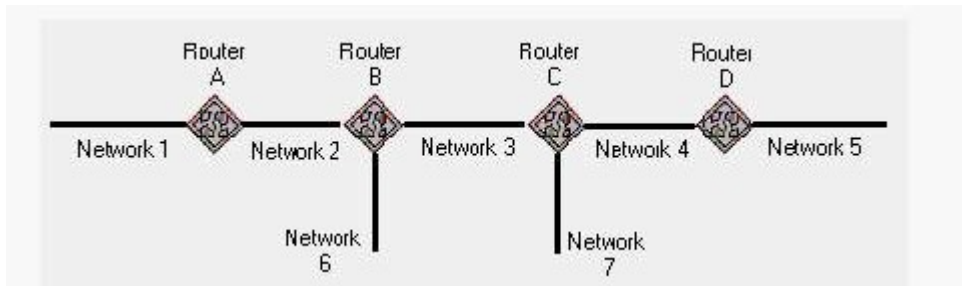 Router
A
Router
B
Router
C
Router
D
Network 1
Network 2
Network 3
Network 4
Network 5
Network
6
Network
7